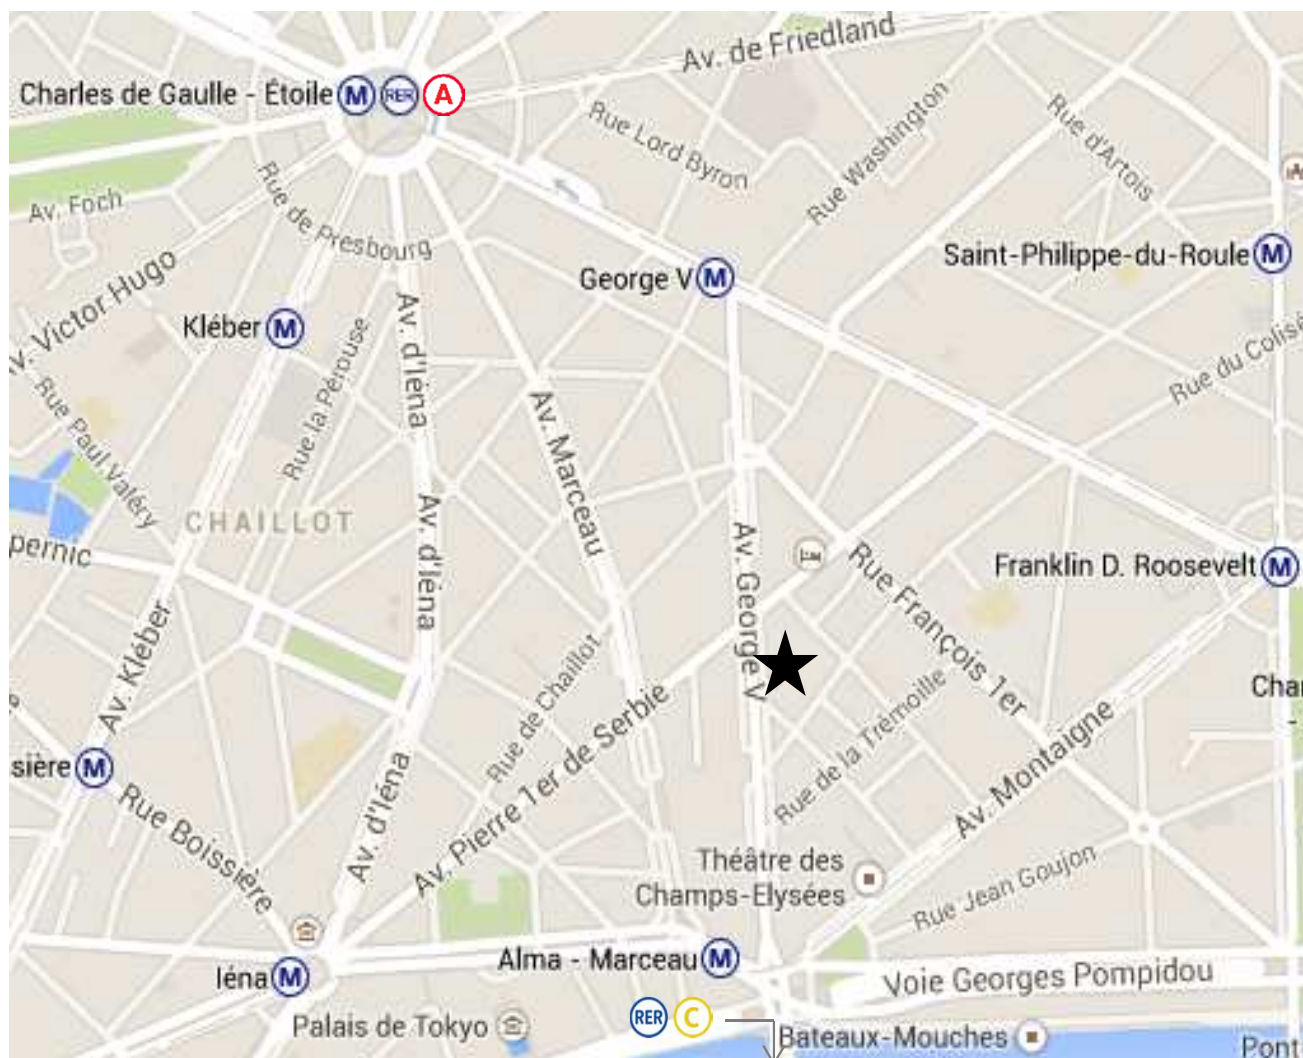 Av. de Friedland
Charles de Gaulle - Étoile M RER A
Rue Lord Byron
Rue Washington
Rue d'Artois
Av. Foch
Rue de Presbourg
Saint-Philippe-du-Roule M
George V M
Av. Victor Hugo
Kléber M
Rue la Pérouse
Av. d'Iéna
Rue du Colisé
Rue Paul Valéry
Av. Marceau
CHAILLOT
Av. d'Iéna
pernic
Av. George V
Rue François 1er
Franklin D. Roosevelt M
Av. Kléber
Rue de Chaillot
Av. Pierre 1er de Serbie
Rue de la Trémoille
Av. Montaigne
Char
-
e
sière M
Rue Boissière
Av. d'Iéna
Théâtre des
Champs-Elysées
Rue Jean Goujon
Alma - Marceau M
Iéna M
Voie Georges Pompidou
Palais de Tokyo
RER C
Bateaux-Mouches
Pont